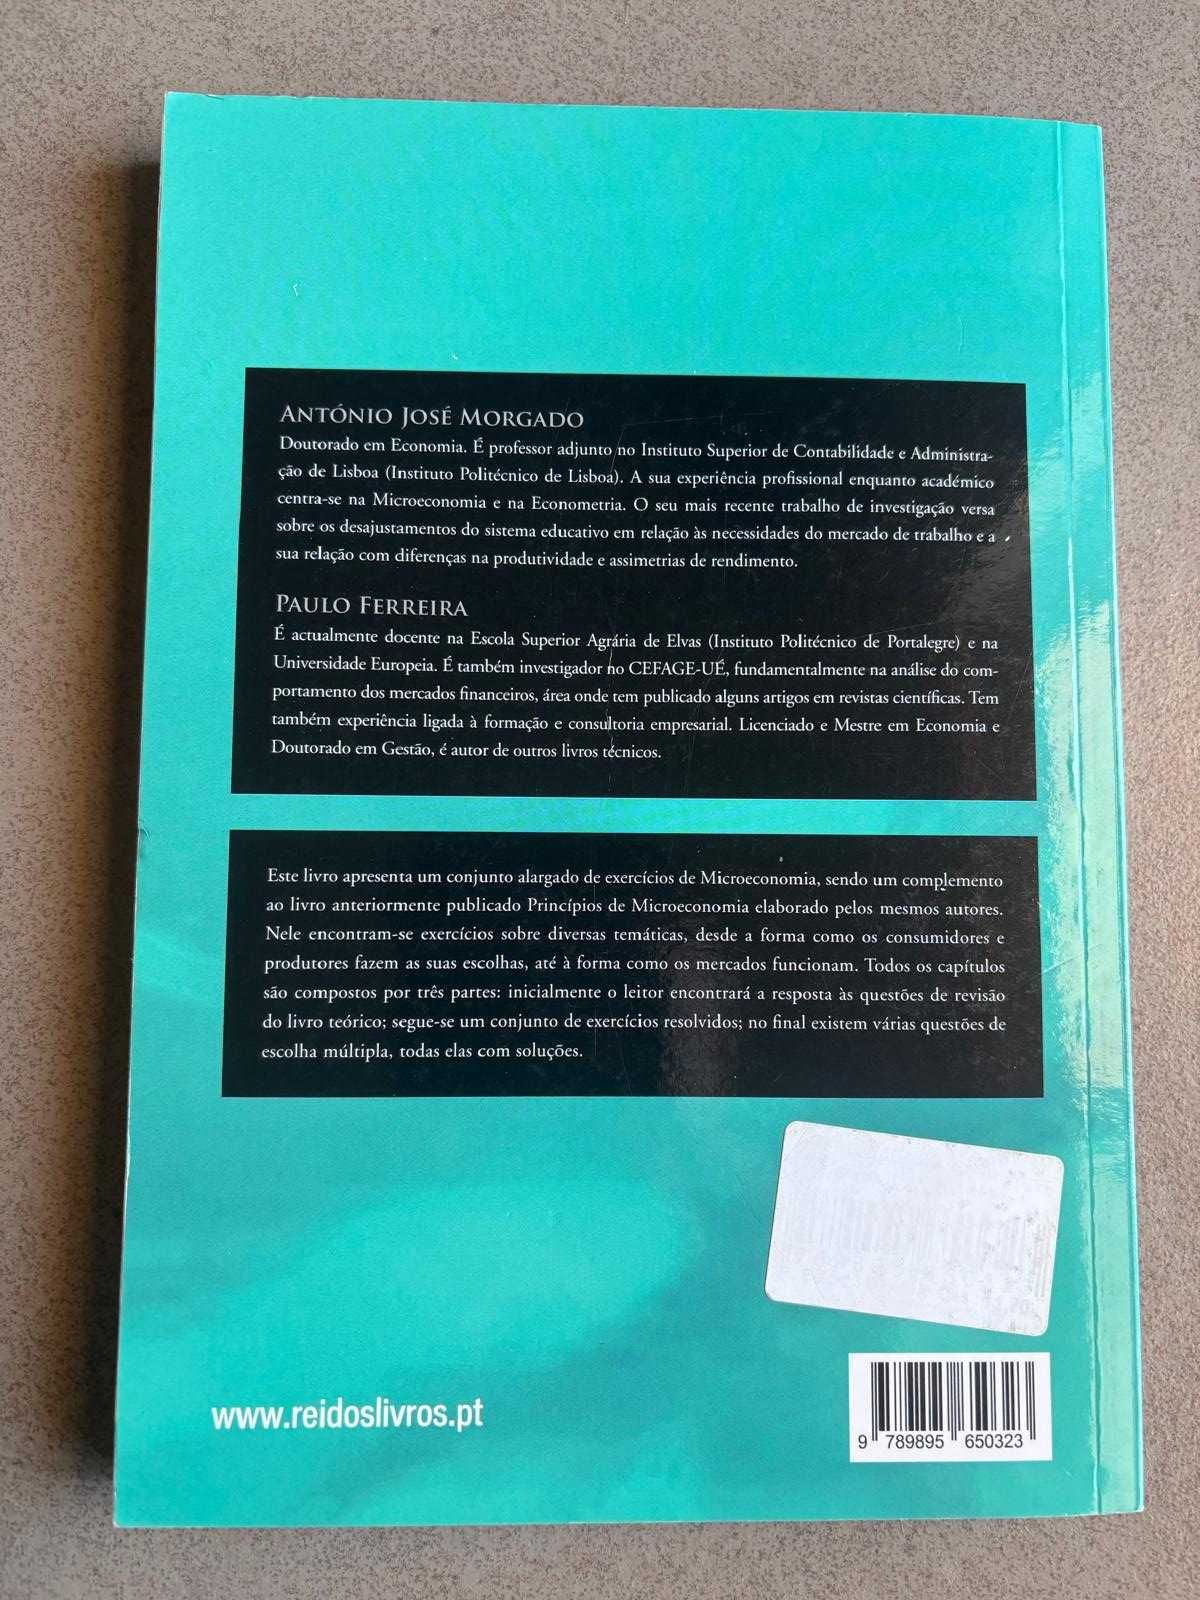 António José Morgado
Doutorado em Economia. É professor adjunto no Instituto Superior de Contabilidade e Administra-
ção de Lisboa (Instituto Politécnico de Lisboa). A sua experiência profissional enquanto académico
centra-se na Microeconomia e na Econometria. O seu mais recente trabalho de investigação versa
sobre os desajustamentos do sistema educativo em relação às necessidades do mercado de trabalho e a
sua relação com diferenças na produtividade e assimetrias de rendimento.
Paulo Ferreira
É actualmente docente na Escola Superior Agrária de Elvas (Instituto Politécnico de Portalegre) e na
Universidade Europeia. É também investigador no CEFAGE-UÉ, fundamentalmente na análise do com-
portamento dos mercados financeiros, área onde tem publicado alguns artigos em revistas científicas. Tem
também experiência ligada à formação e consultoria empresarial. Licenciado e Mestre em Economia e
Doutorado em Gestão, é autor de outros livros técnicos.
Este livro apresenta um conjunto alargado de exercícios de Microeconomia, sendo um complemento
ao livro anteriormente publicado Princípios de Microeconomia elaborado pelos mesmos autores.
Nele encontram-se exercícios sobre diversas temáticas, desde a forma como os consumidores e
produtores fazem as suas escolhas, até à forma como os mercados funcionam. Todos os capítulos
são compostos por três partes: inicialmente o leitor encontrará a resposta às questões de revisão
do livro teórico; segue-se um conjunto de exercícios resolvidos; no final existem várias questões de
escolha múltipla, todas elas com soluções.
www.reidoslivros.pt
9 789895 650323